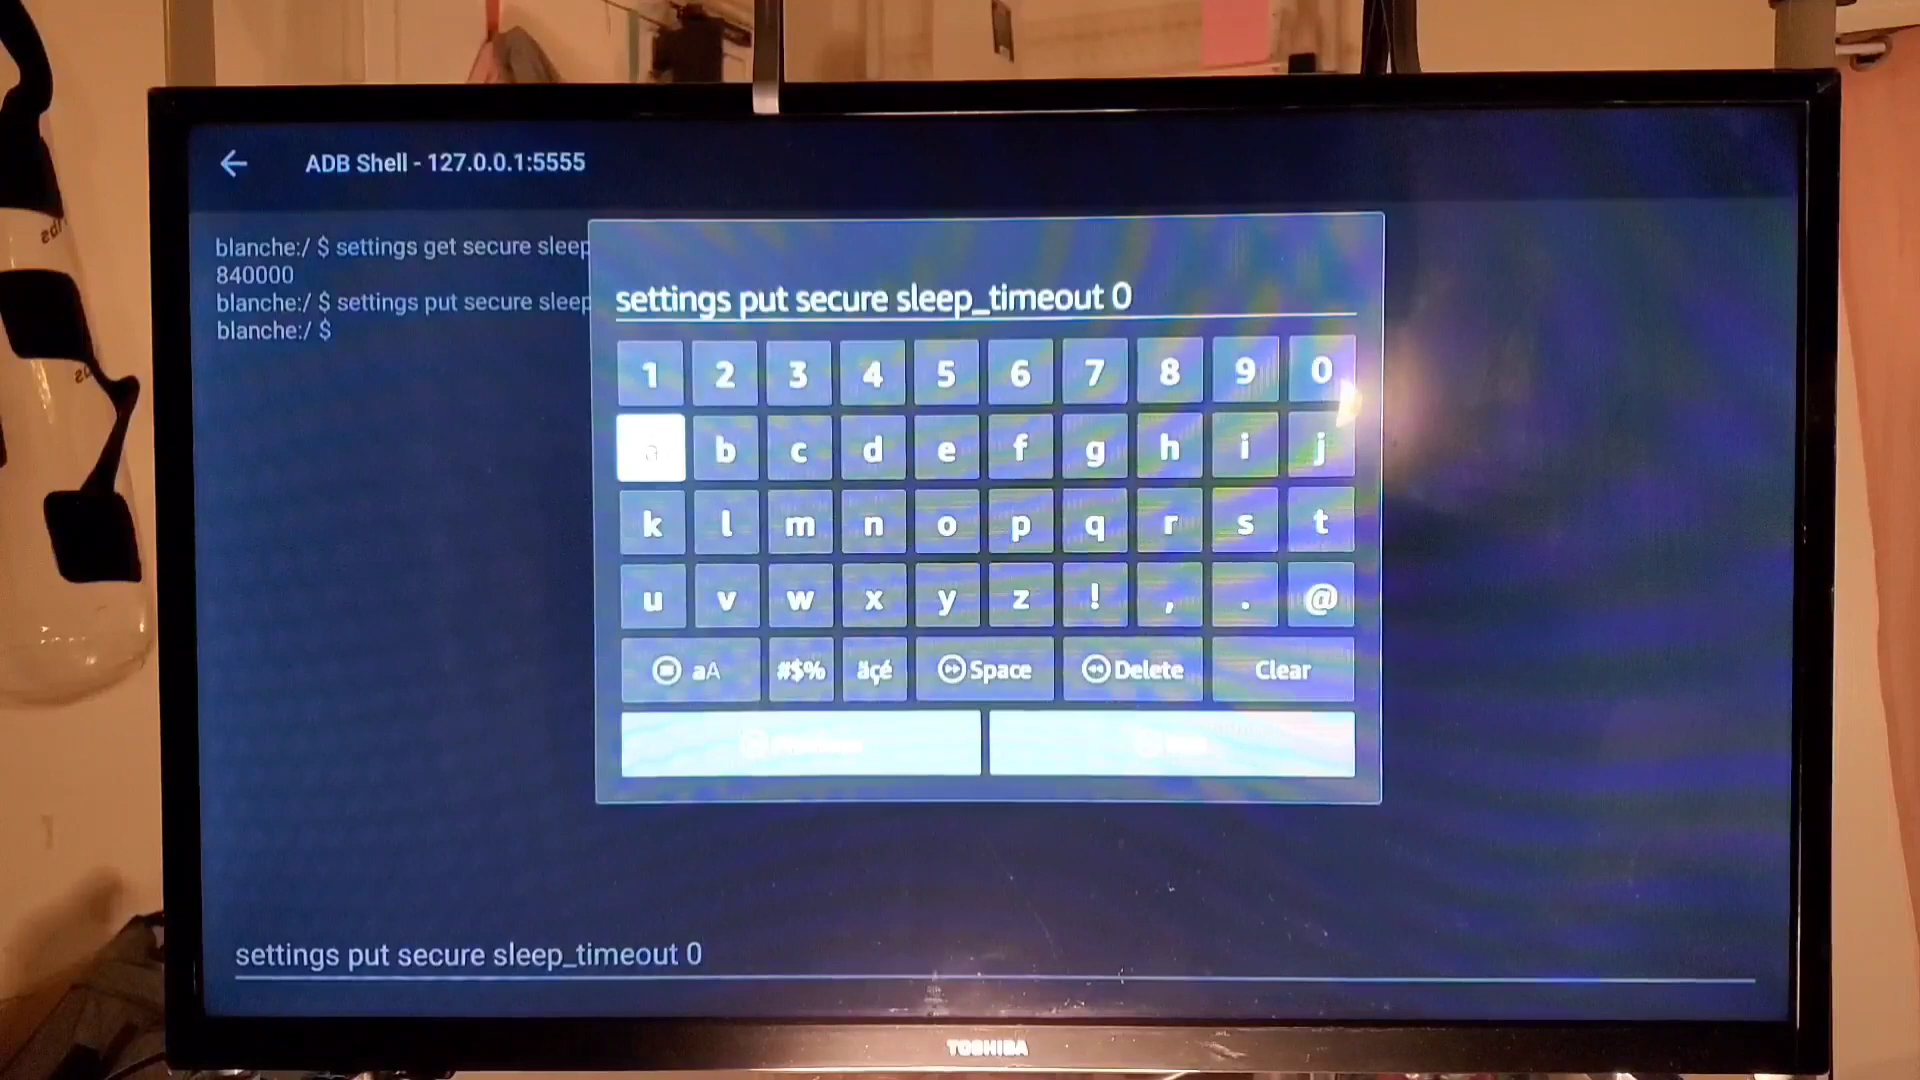 ADB Shell - 127.0.0.1:5555
blanche:/ $ settings get secure sleep
840000
blanche:/ $ settings put secure sleep
blanche:/ $
settings put secure sleep_timeout 0
1 2 3 4 5 6 7 8 9 0
a b c d e f g h i j
k l m n o p q r s t
u v w x y z ! , . @
aA #$% äçé Space Delete Clear
settings put secure sleep_timeout 0
TOSHIBA